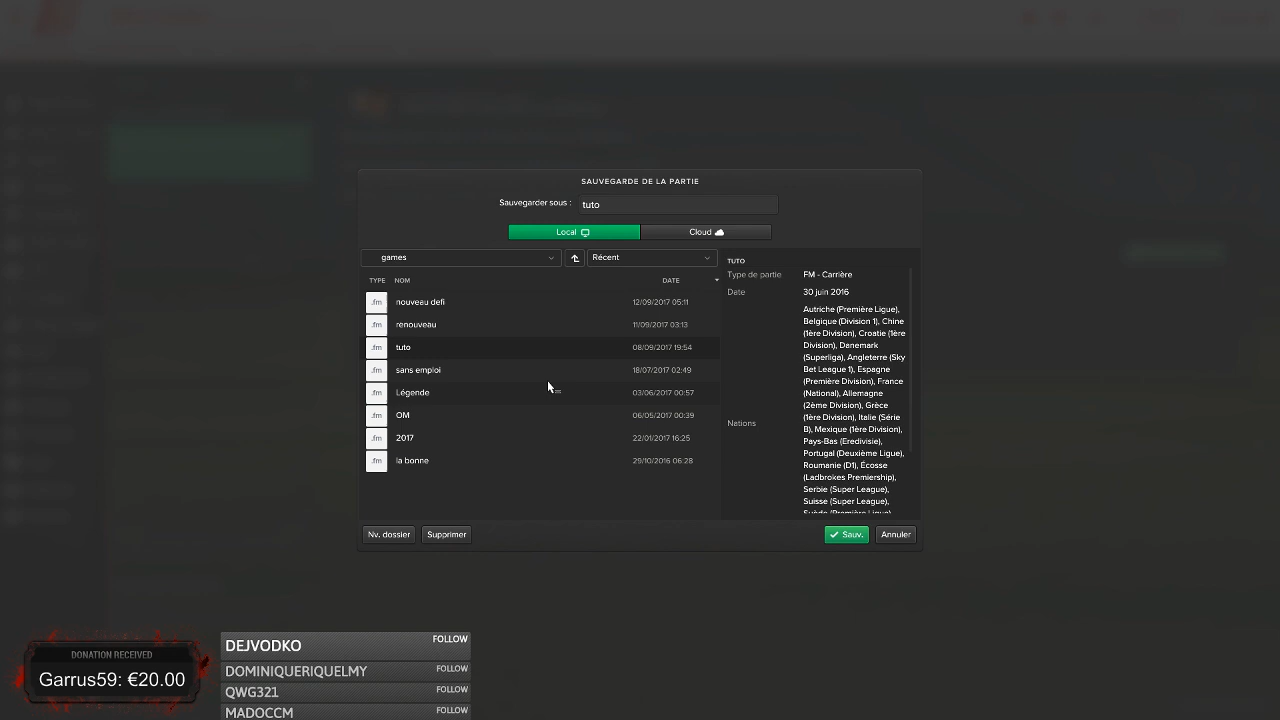 SAUVEGARDE DE LA PARTIE
Sauvegarder sous : tuto
Local Cloud
games Récent
TYPE NOM DATE
.fm nouveau defi 12/09/2017 05:11
.fm renouveau 11/09/2017 03:13
.fm tuto 08/09/2017 19:54
.fm sans emploi 18/07/2017 02:49
.fm Légende 03/06/2017 00:57
.fm OM 06/05/2017 00:39
.fm 2017 22/01/2017 16:25
.fm la bonne 29/10/2016 06:28
TUTO
Type de partie FM - Carrière
Date 30 juin 2016
Nations
Autriche (Première Ligue),
Belgique (Division 1), Chine
(1ère Division), Croatie (1ère
Division), Danemark
(Superliga), Angleterre (Sky
Bet League 1), Espagne
(Première Division), France
(National), Allemagne
(2ème Division), Grèce
(1ère Division), Italie (Série
B), Mexique (1ère Division),
Pays-Bas (Eredivisie),
Portugal (Deuxième Ligue),
Roumanie (D1), Écosse
(Ladbrokes Premiership),
Serbie (Super League),
Suisse (Super League),
Suède (Première Ligue),
Nv. dossier Supprimer Sauv. Annuler
DONATION RECEIVED
Garrus59: €20.00
DEJVODKO FOLLOW
DOMINIQUERIQUELMY FOLLOW
QWG321 FOLLOW
MADOCCM FOLLOW